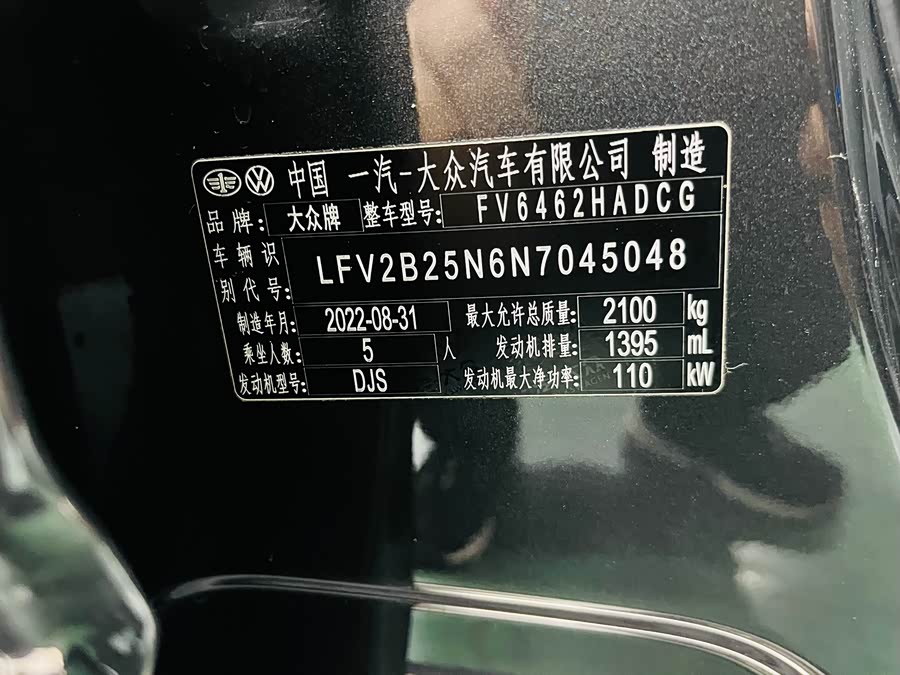 中国 一汽-大众汽车有限公司 制造
品牌: 大众牌 整车型号: FV6462HADCG
车辆识别代号: LFV2B25N6N7045048
制造年月: 2022-08-31 最大允许总质量: 2100 kg
乘坐人数: 5 人 发动机排量: 1395 mL
发动机型号: DJS 发动机最大净功率: 110 kW